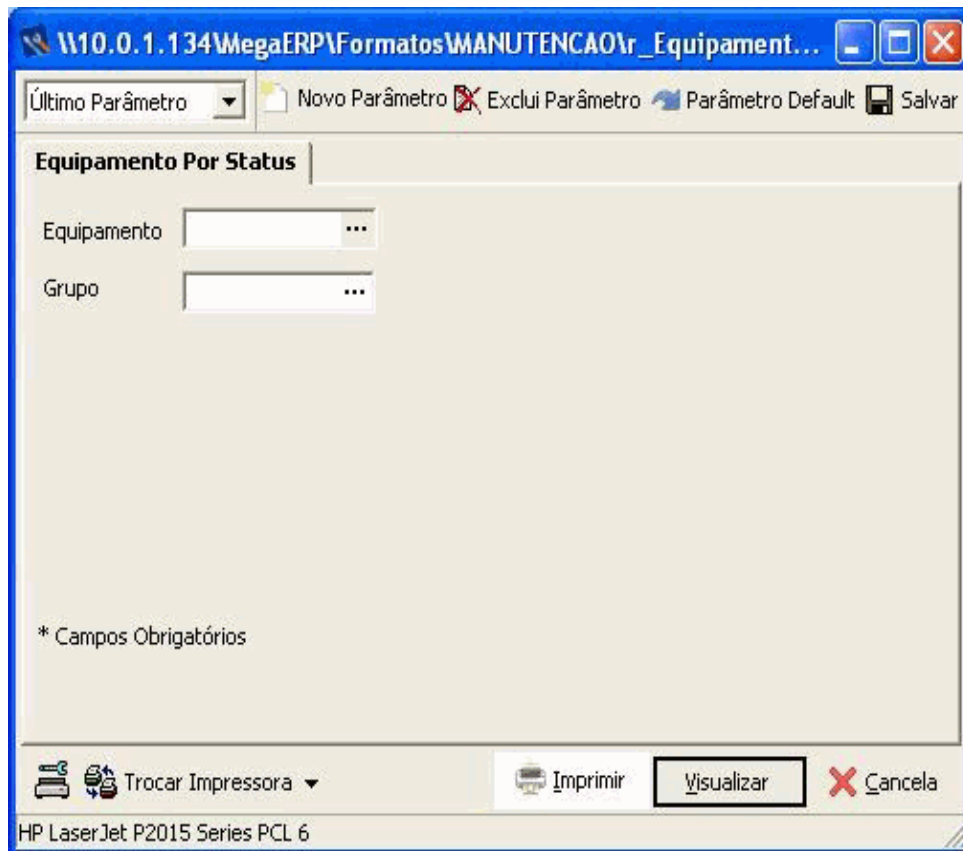 \\10.0.1.134\MegaERP\Formatos\MANUTENCAO\r_Equipament...
Último Parâmetro Novo Parâmetro Exclui Parâmetro Parâmetro Default Salvar
Equipamento Por Status
Equipamento ...
Grupo ...
* Campos Obrigatórios
Trocar Impressora Imprimir Visualizar Cancela
HP LaserJet P2015 Series PCL 6